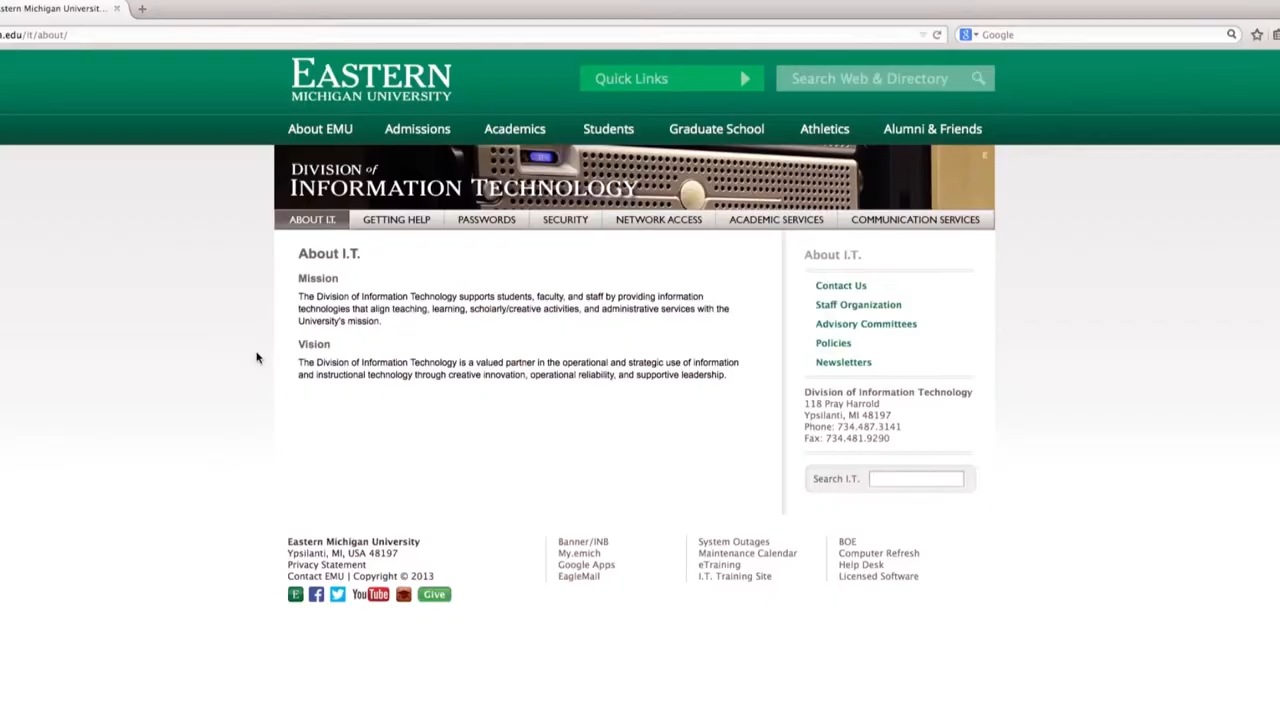 stern Michigan Universit...
n.edu/it/about/
Google
EASTERN
MICHIGAN UNIVERSITY
Quick Links
Search Web & Directory
About EMU Admissions Academics Students Graduate School Athletics Alumni & Friends
DIVISION of
INFORMATION TECHNOLOGY
E
ABOUT I.T. GETTING HELP PASSWORDS SECURITY NETWORK ACCESS ACADEMIC SERVICES COMMUNICATION SERVICES
About I.T.
Mission
The Division of Information Technology supports students, faculty, and staff by providing information
technologies that align teaching, learning, scholarly/creative activities, and administrative services with the
University's mission.
Vision
The Division of Information Technology is a valued partner in the operational and strategic use of information
and instructional technology through creative innovation, operational reliability, and supportive leadership.
About I.T.
Contact Us
Staff Organization
Advisory Committees
Policies
Newsletters
Division of Information Technology
118 Pray Harrold
Ypsilanti, MI 48197
Phone: 734.487.3141
Fax: 734.481.9290
Search I.T.
Eastern Michigan University
Ypsilanti, MI, USA 48197
Privacy Statement
Contact EMU | Copyright © 2013
E f You Tube Give
Banner/INB
My.emich
Google Apps
EagleMail
System Outages
Maintenance Calendar
eTraining
I.T. Training Site
BOE
Computer Refresh
Help Desk
Licensed Software